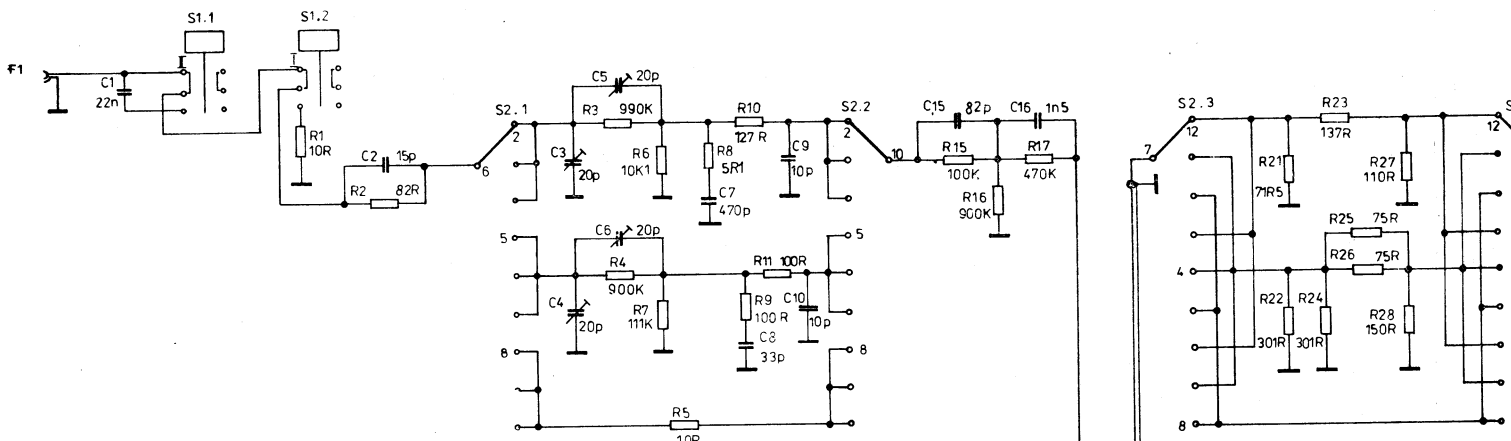 S1.1
S1.2
F1
I
I
C1
22n
R1
10R
C2
15p
R2
82R
S2.1
2
6
5
8
C5
20p
R3
990K
C3
20p
R6
10K1
R8
5R1
C7
470p
R10
127R
C9
10p
C6
20p
R4
900K
C4
20p
R7
111K
R9
100R
C8
33p
R11
100R
C10
10p
R5
10R
S2.2
2
10
5
8
C15
82p
R15
100K
C16
1n5
R17
470K
R16
900K
S2.3
12
7
4
8
R23
137R
R21
71R5
R27
110R
R25
75R
R26
75R
R22
301R
R24
301R
R28
150R
12